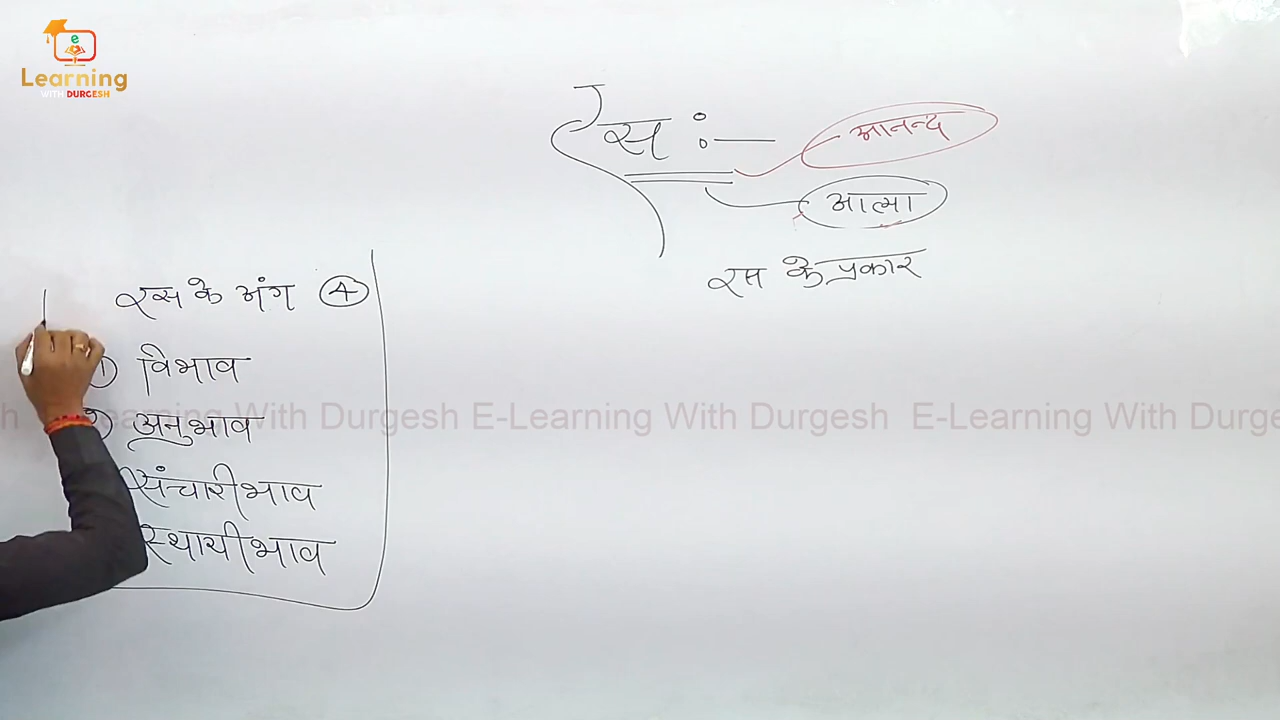 e
Learning
WITH DURGESH
रस :—
आनन्द
आत्मा
रस के प्रकार
रस के अंग 4
1) विभाव
2) अनुभाव
संचारीभाव
स्थायीभाव
E-Learning With Durgesh E-Learning With Durgesh E-Learning With Durge